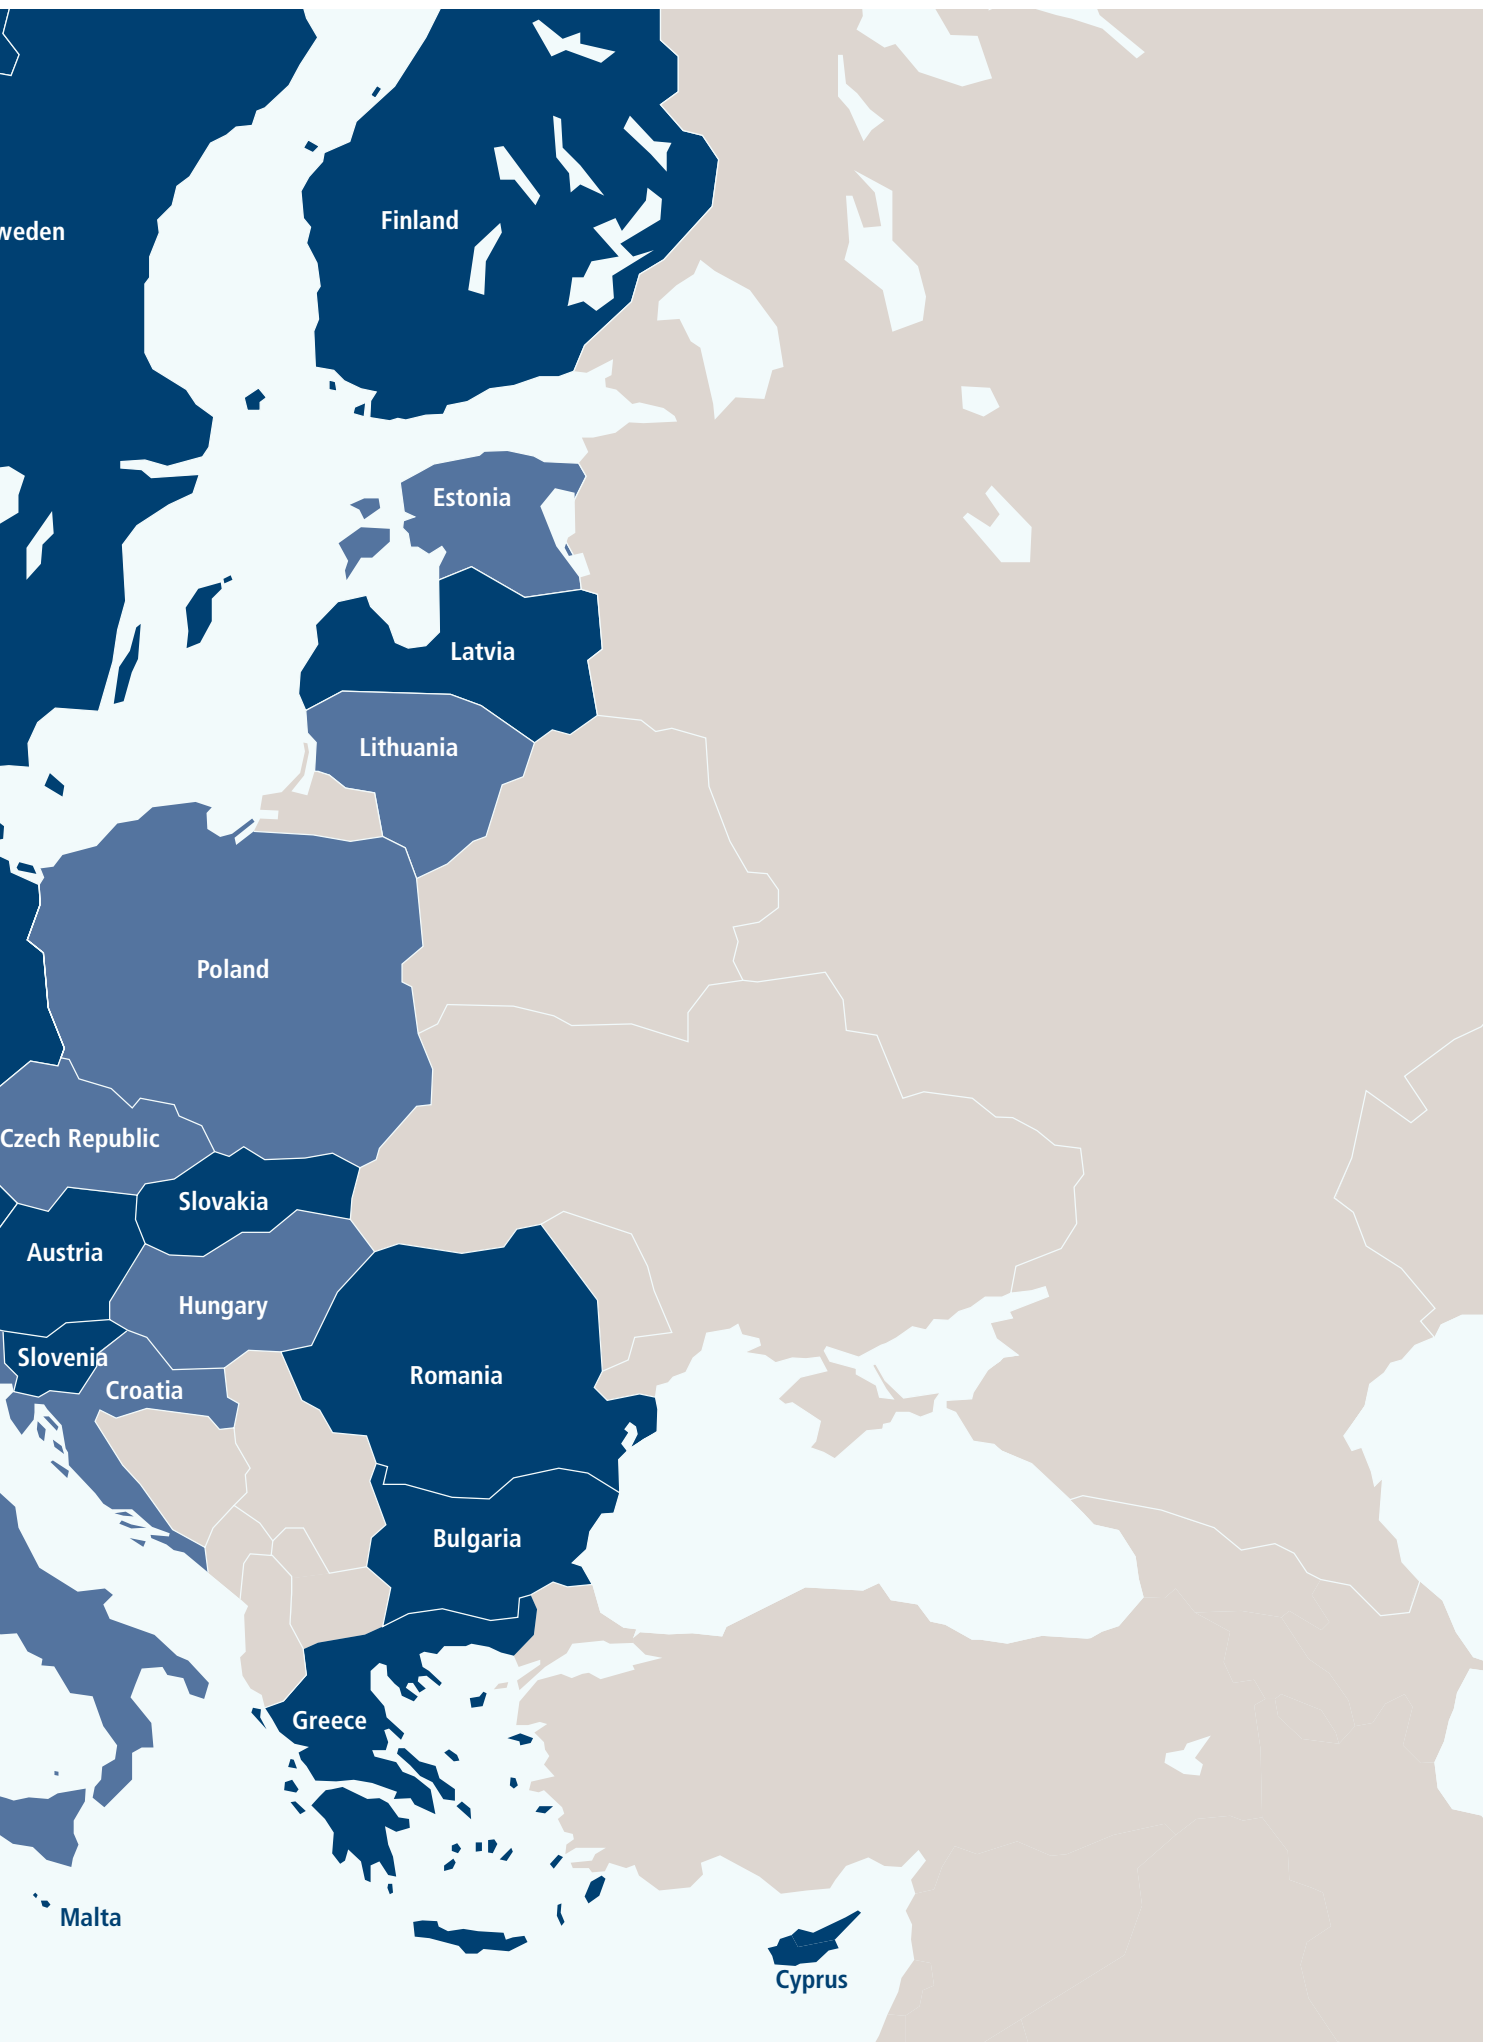 Finland
weden
Estonia
Latvia
Lithuania
Poland
Czech Republic
Slovakia
Austria
Hungary
Slovenia
Romania
Croatia
Bulgaria
Greece
Malta
Cyprus